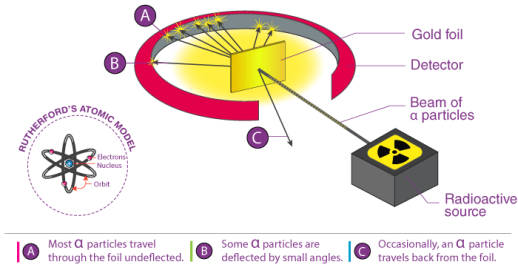 A
Gold foil
B
Detector
Beam of
α particles
RUTHERFORD'S ATOMIC MODEL
C
Electrons
Nucleus
Orbit
Radioactive
source
A Most α particles travel
through the foil undeflected.
B Some α particles are
deflected by small angles.
C Occasionally, an α particle
travels back from the foil.